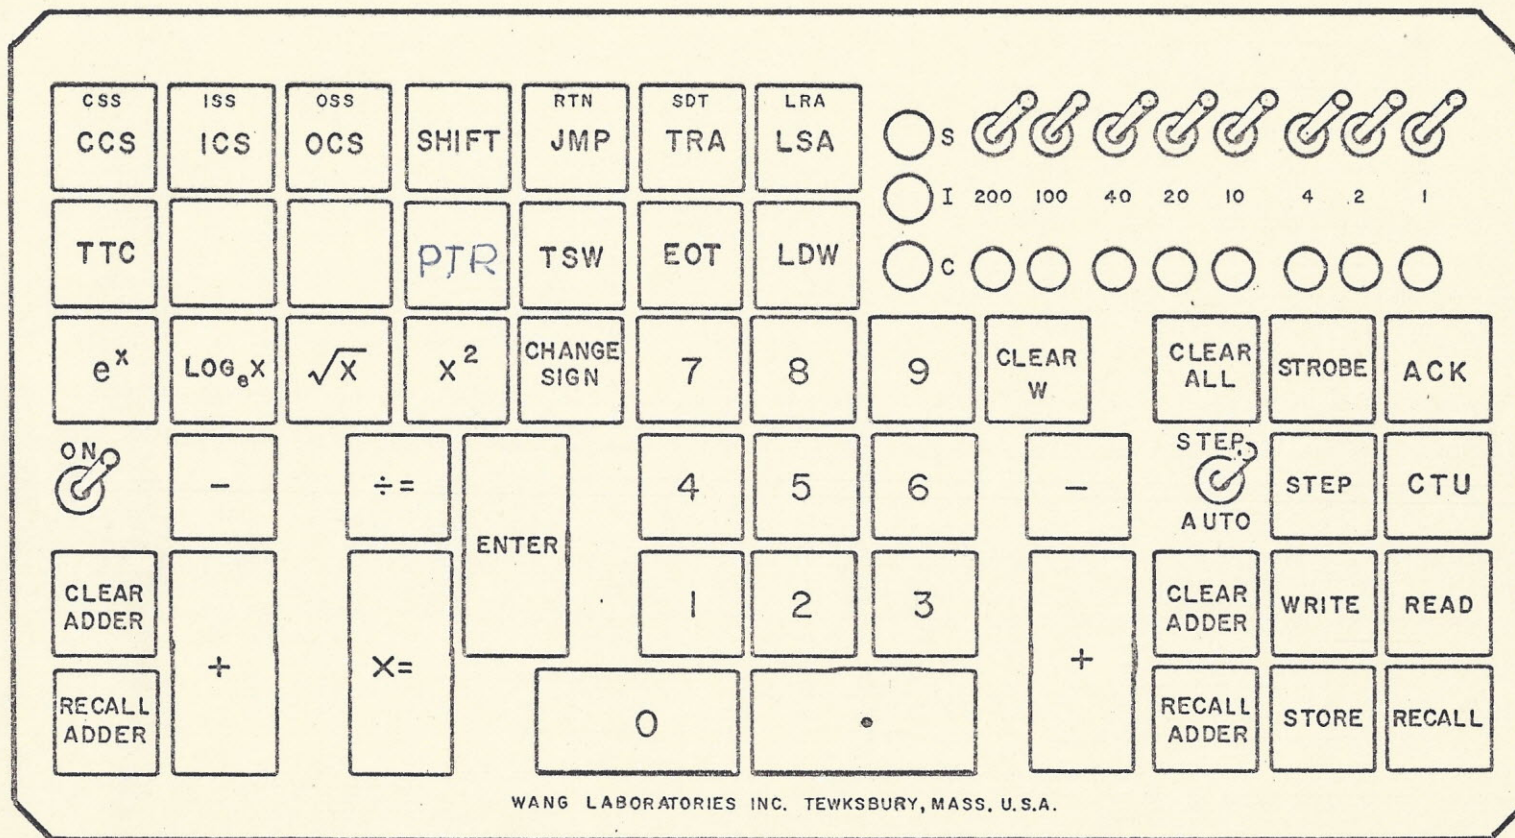 CSS ISS OSS RTN SDT LRA
CCS ICS OCS SHIFT JMP TRA LSA S
I 200 100 40 20 10 4 2 1
TTC PTR TSW EOT LDW C
eˣ LOGₑX √X X² CHANGE SIGN 7 8 9 CLEAR W CLEAR ALL STROBE ACK
ON - ÷= ENTER 4 5 6 - STEP AUTO STEP CTU
CLEAR ADDER + X= 1 2 3 + CLEAR ADDER WRITE READ
RECALL ADDER 0 . RECALL ADDER STORE RECALL
WANG LABORATORIES INC. TEWKSBURY, MASS. U.S.A.